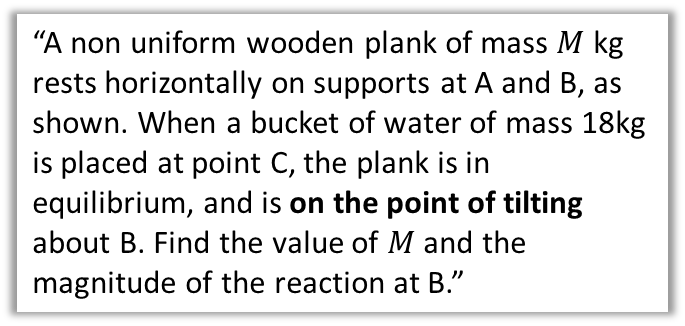 “A non uniform wooden plank of mass 𝑀 kg
rests horizontally on supports at A and B, as
shown. When a bucket of water of mass 18kg
is placed at point C, the plank is in
equilibrium, and is on the point of tilting
about B. Find the value of 𝑀 and the
magnitude of the reaction at B.”